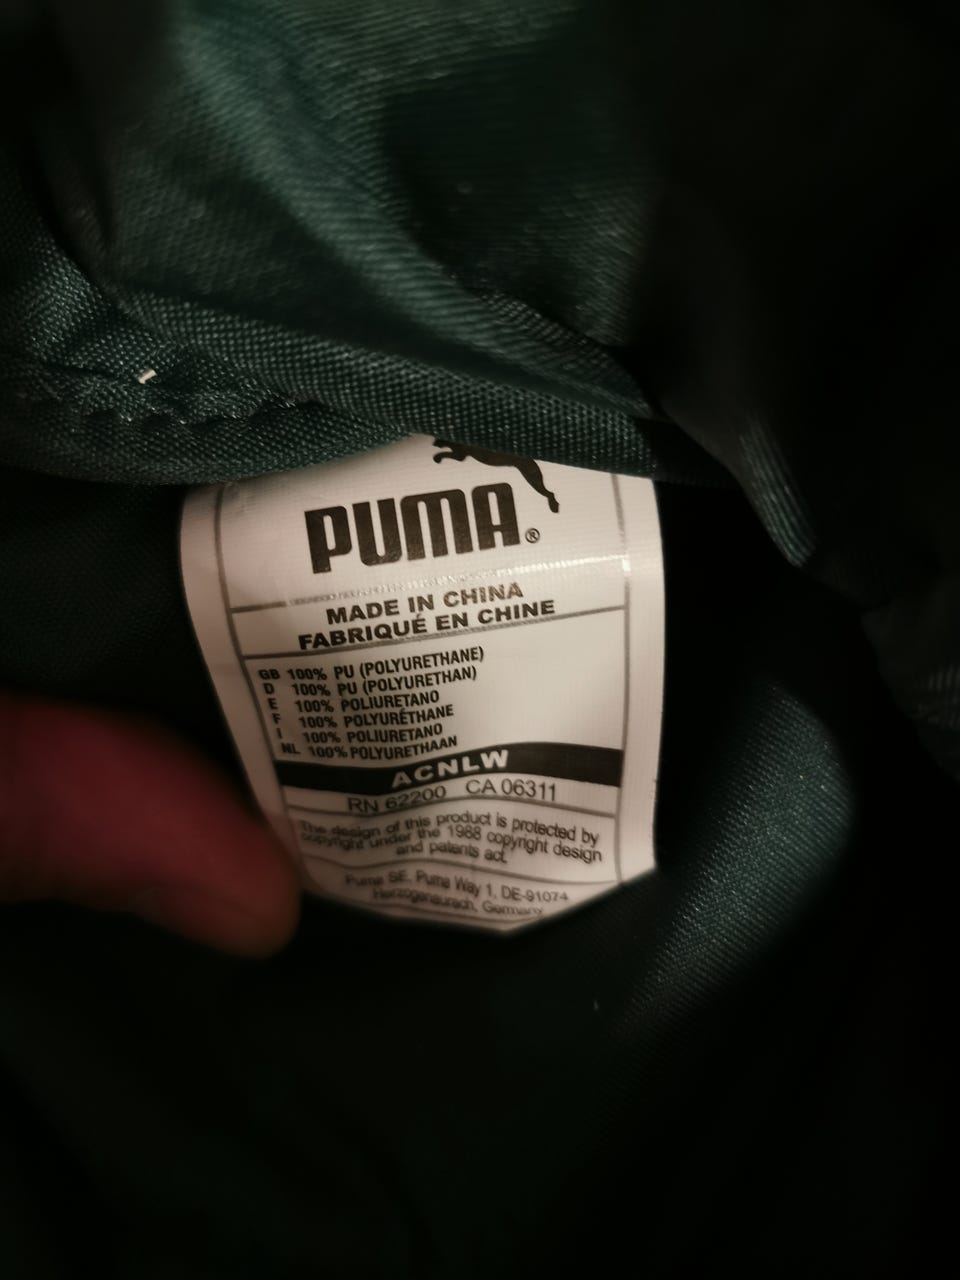 PUMA®
MADE IN CHINA
FABRIQUÉ EN CHINE
GB 100% PU (POLYURETHANE)
D 100% PU (POLYURETHAN)
E 100% POLIURETANO
F 100% POLYURÉTHANE
I 100% POLIURETANO
NL 100% POLYURETHAAN
ACNLW
RN 62200 CA 06311
The design of this product is protected by
copyright under the 1988 copyright design
and patents act.
Puma SE, Puma Way 1, DE-91074
Herzogenaurach, Germany